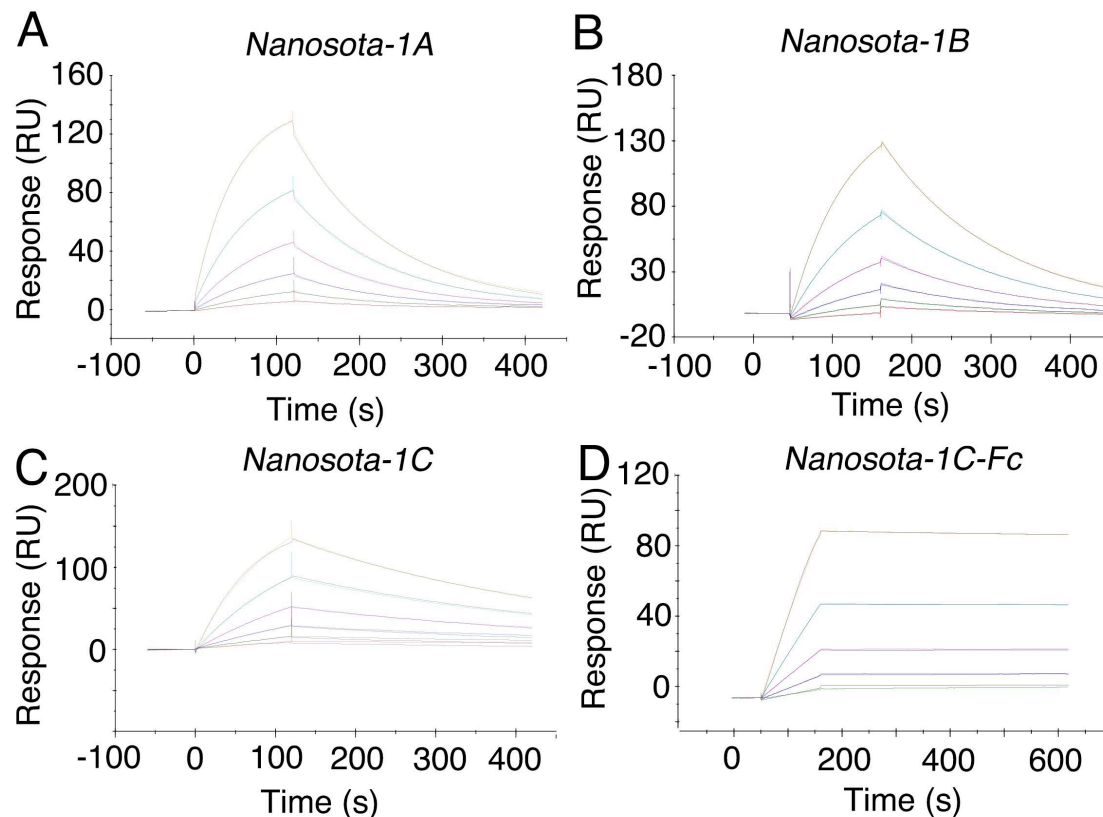 A
Nanosota-1A
Response (RU)
160
120
80
40
0
-100 0 100 200 300 400
Time (s)
B
Nanosota-1B
Response (RU)
180
130
80
30
-20
-100 0 100 200 300 400
Time (s)
C
Nanosota-1C
Response (RU)
200
100
0
-100 0 100 200 300 400
Time (s)
D
Nanosota-1C-Fc
Response (RU)
120
80
40
0
0 200 400 600
Time (s)